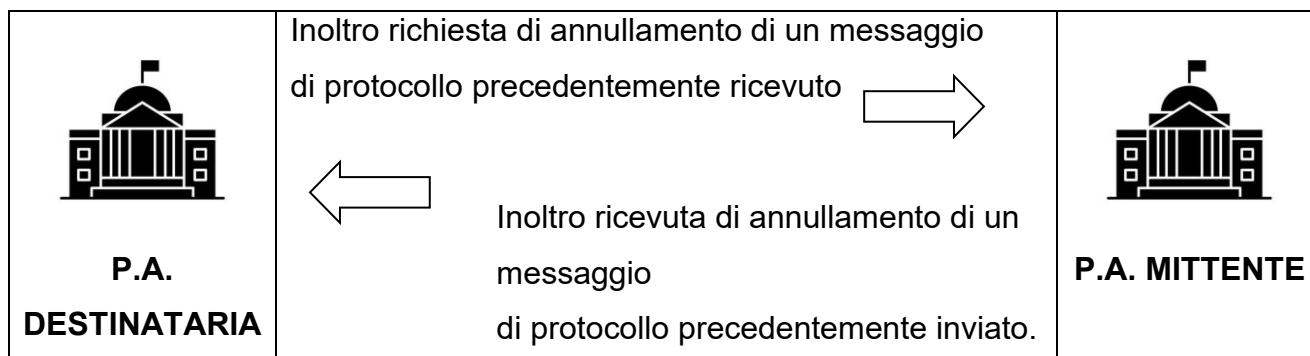 Inoltro richiesta di annullamento di un messaggio
di protocollo precedentemente ricevuto
Inoltro ricevuta di annullamento di un
messaggio
di protocollo precedentemente inviato.
P.A.
DESTINATARIA
P.A. MITTENTE